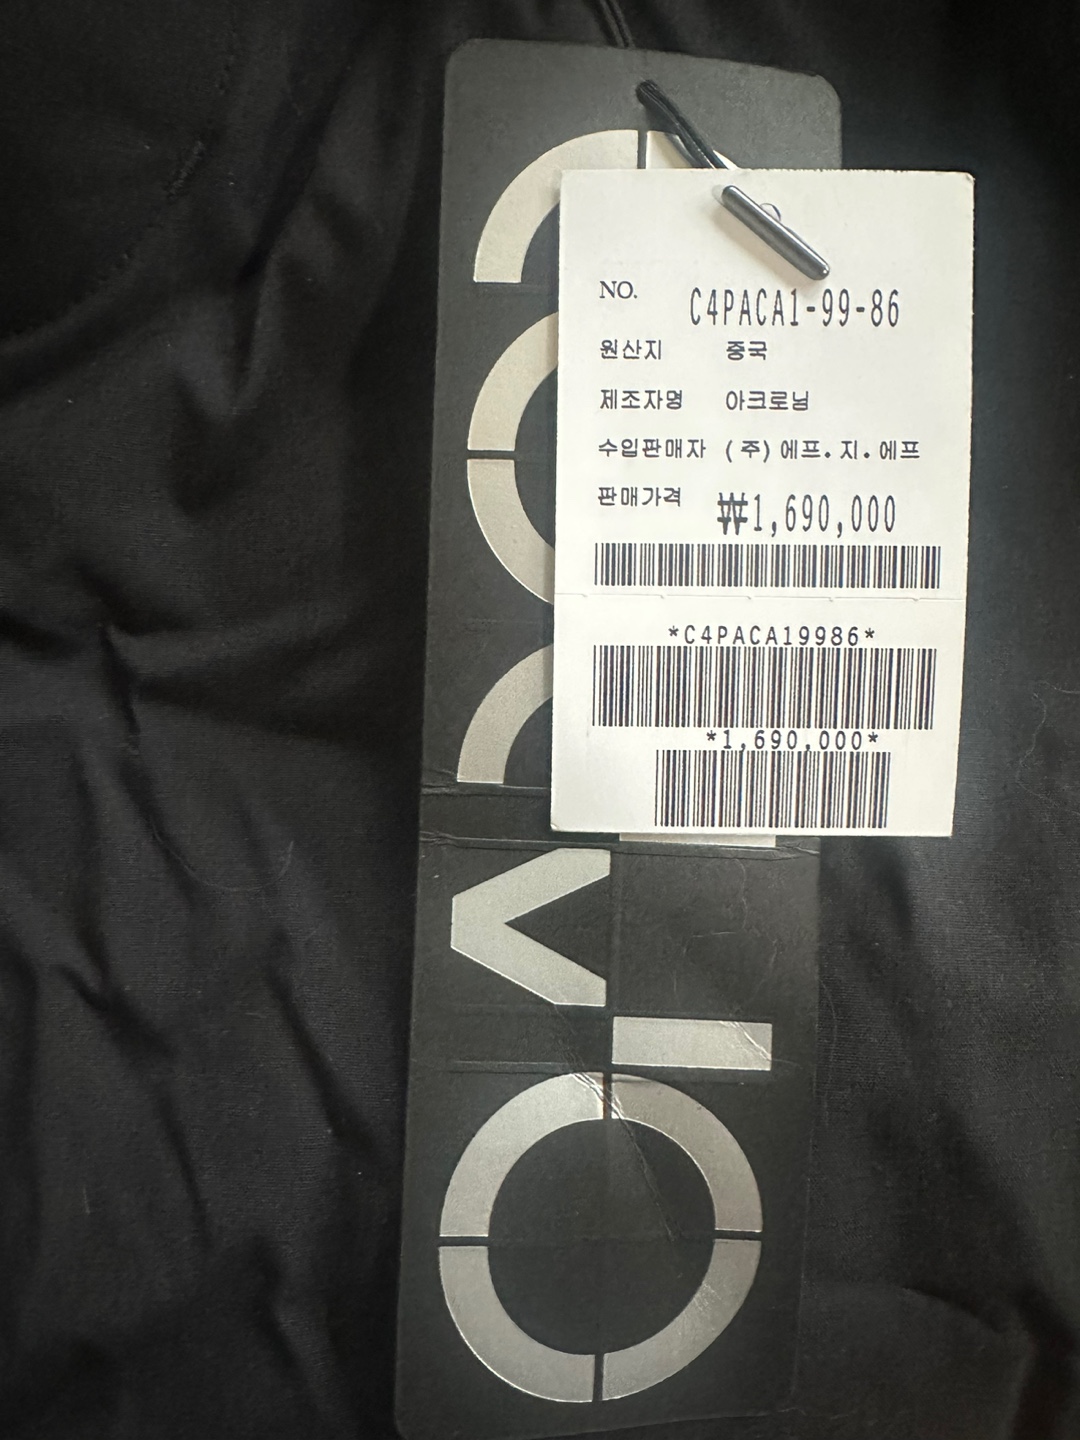 NO. C4PACA1-99-86
원산지 중국
제조자명 아크로닝
수입판매자 (주)에프.지.에프
판매가격 ₩1,690,000
*C4PACA19986*
*1,690,000*